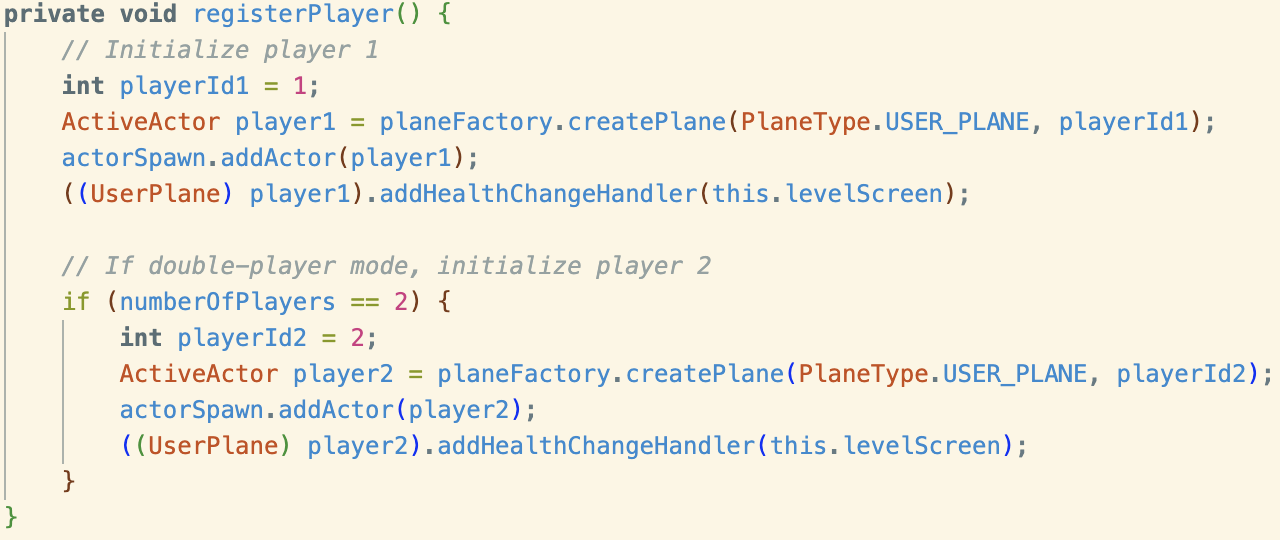 private void registerPlayer() {
// Initialize player 1
int playerId1 = 1;
ActiveActor player1 = planeFactory.createPlane(PlaneType.USER_PLANE, playerId1);
actorSpawn.addActor(player1);
((UserPlane) player1).addHealthChangeHandler(this.levelScreen);
// If double-player mode, initialize player 2
if (numberOfPlayers == 2) {
int playerId2 = 2;
ActiveActor player2 = planeFactory.createPlane(PlaneType.USER_PLANE, playerId2);
actorSpawn.addActor(player2);
((UserPlane) player2).addHealthChangeHandler(this.levelScreen);
}
}